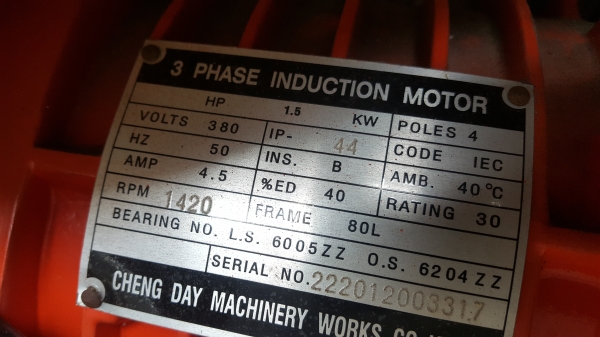 3 PHASE INDUCTION MOTOR
HP 1.5 KW POLES 4
VOLTS 380 IP- 44 CODE IEC
HZ 50 INS. B AMB. 40°C
AMP 4.5 %ED 40 RATING 30
RPM 1420 FRAME 80L
BEARING NO. L.S. 6005ZZ O.S. 6204ZZ
SERIAL NO. 222012003317
CHENG DAY MACHINERY WORKS CO